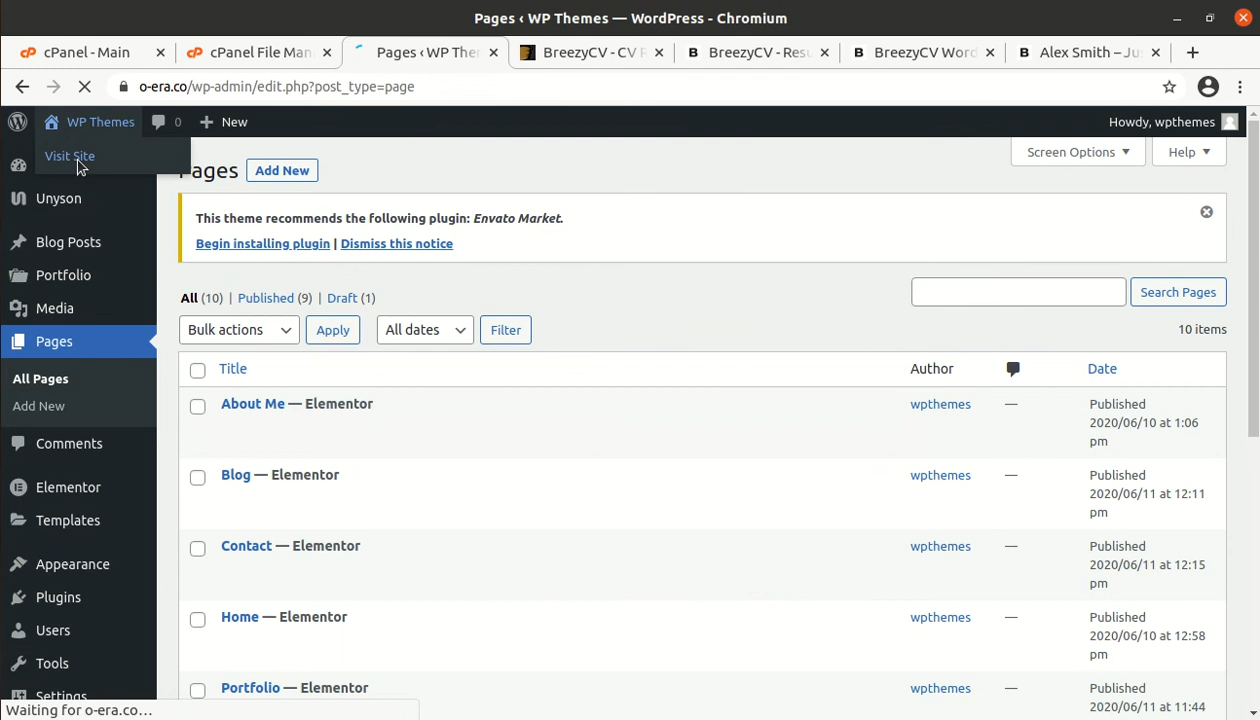 Pages ‹ WP Themes — WordPress - Chromium
cPanel - Main
cPanel File Man
Pages ‹ WP Them
BreezyCV - CV R
BreezyCV - Resu
BreezyCV Word
Alex Smith – Jus
o-era.co/wp-admin/edit.php?post_type=page
WP Themes 0 New Howdy, wpthemes
Visit Site
Screen Options Help
Pages Add New
Unyson
Blog Posts
Portfolio
Media
Pages
All Pages
Add New
Comments
Elementor
Templates
Appearance
Plugins
Users
Tools
Settings
This theme recommends the following plugin: Envato Market.
Begin installing plugin | Dismiss this notice
All (10) | Published (9) | Draft (1)
Search Pages
Bulk actions Apply All dates Filter 10 items
Title Author Date
About Me — Elementor wpthemes — Published
2020/06/10 at 1:06
pm
Blog — Elementor wpthemes — Published
2020/06/11 at 12:11
pm
Contact — Elementor wpthemes — Published
2020/06/11 at 12:15
pm
Home — Elementor wpthemes — Published
2020/06/10 at 12:58
pm
Portfolio — Elementor wpthemes — Published
2020/06/11 at 11:44
Waiting for o-era.co...